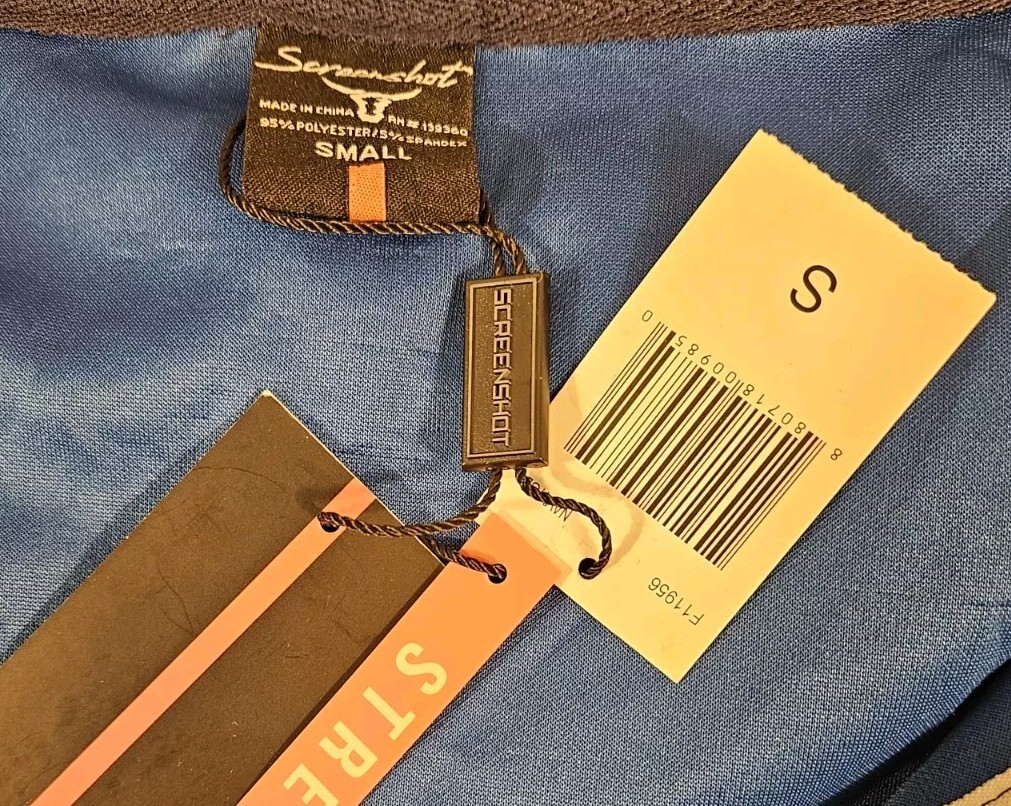 Screenshot
MADE IN CHINA RN# 139360
95% POLYESTER/5% SPANDEX
SMALL
SCREENSHOT
S
8 80718 00985 0
F11956
STRE